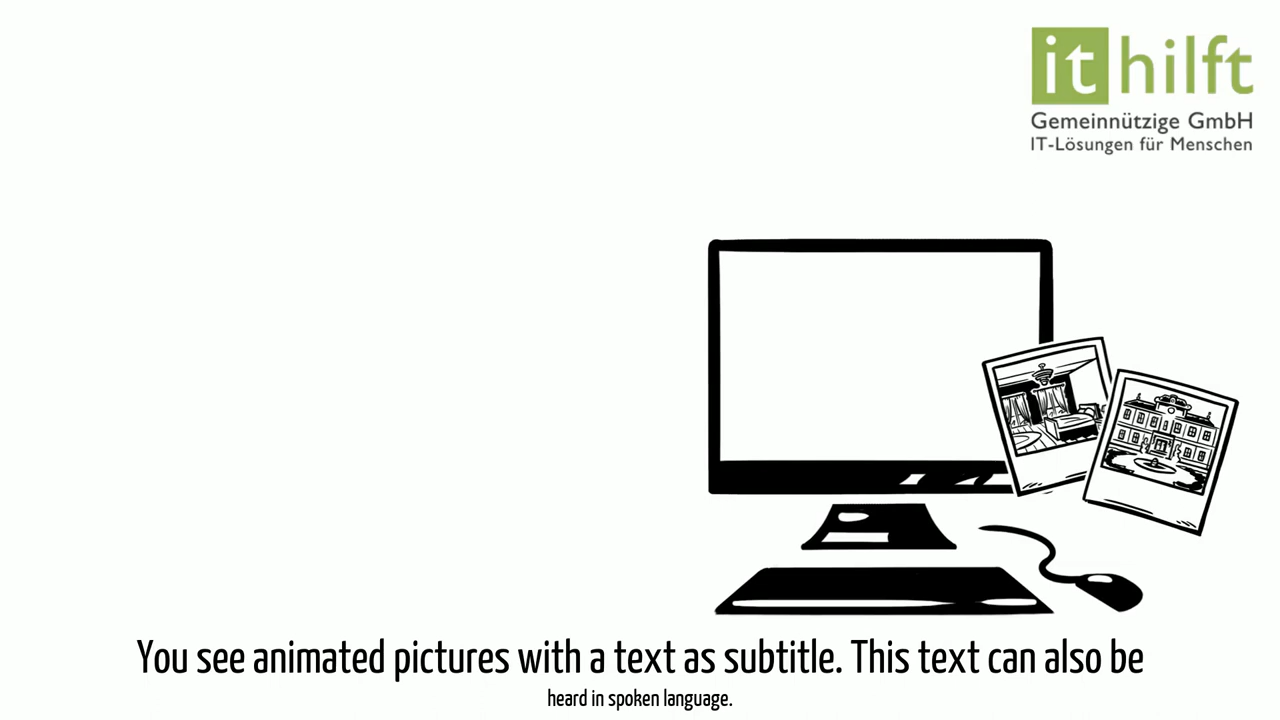 it hilft
Gemeinnützige GmbH
IT-Lösungen für Menschen
You see animated pictures with a text as subtitle. This text can also be
heard in spoken language.